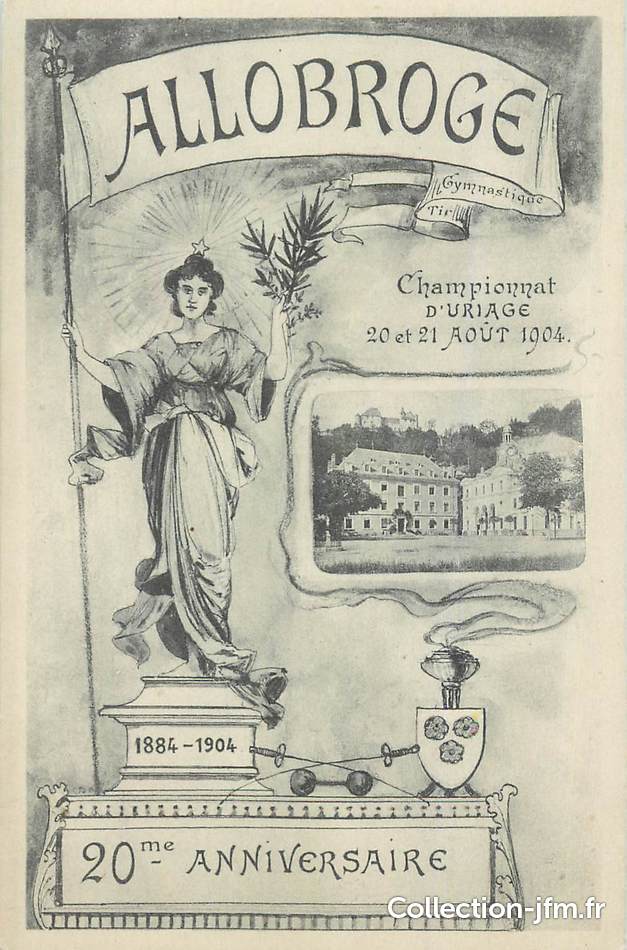 ALLOBROGE
Gymnastique
Tir
Championnat
D'URIAGE
20 et 21 AOÛT 1904.
1884-1904
20me ANNIVERSAIRE
Collection-jfm.fr